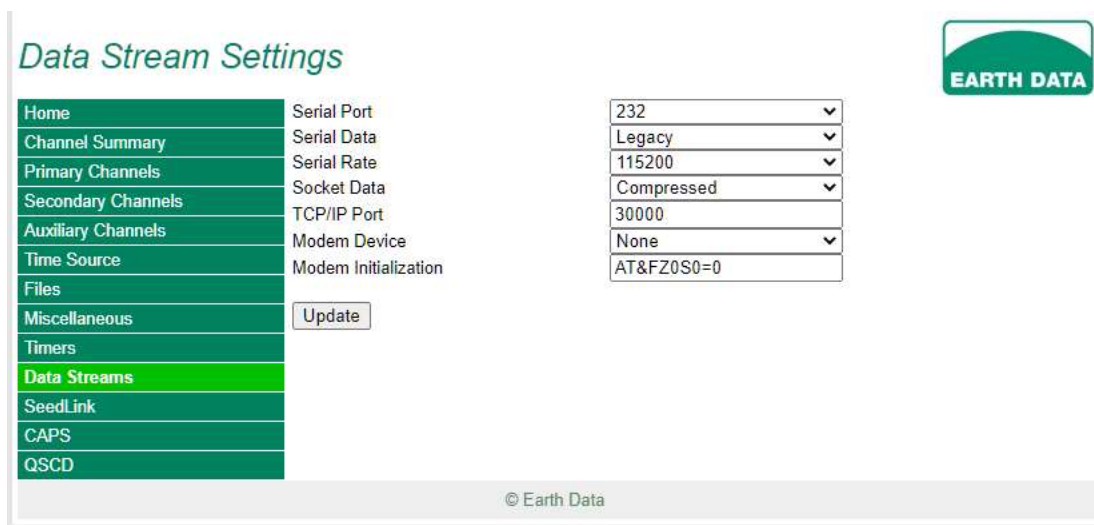 Data Stream Settings
EARTH DATA
Home
Channel Summary
Primary Channels
Secondary Channels
Auxiliary Channels
Time Source
Files
Miscellaneous
Timers
Data Streams
SeedLink
CAPS
QSCD
Serial Port 232
Serial Data Legacy
Serial Rate 115200
Socket Data Compressed
TCP/IP Port 30000
Modem Device None
Modem Initialization AT&FZ0S0=0
Update
© Earth Data